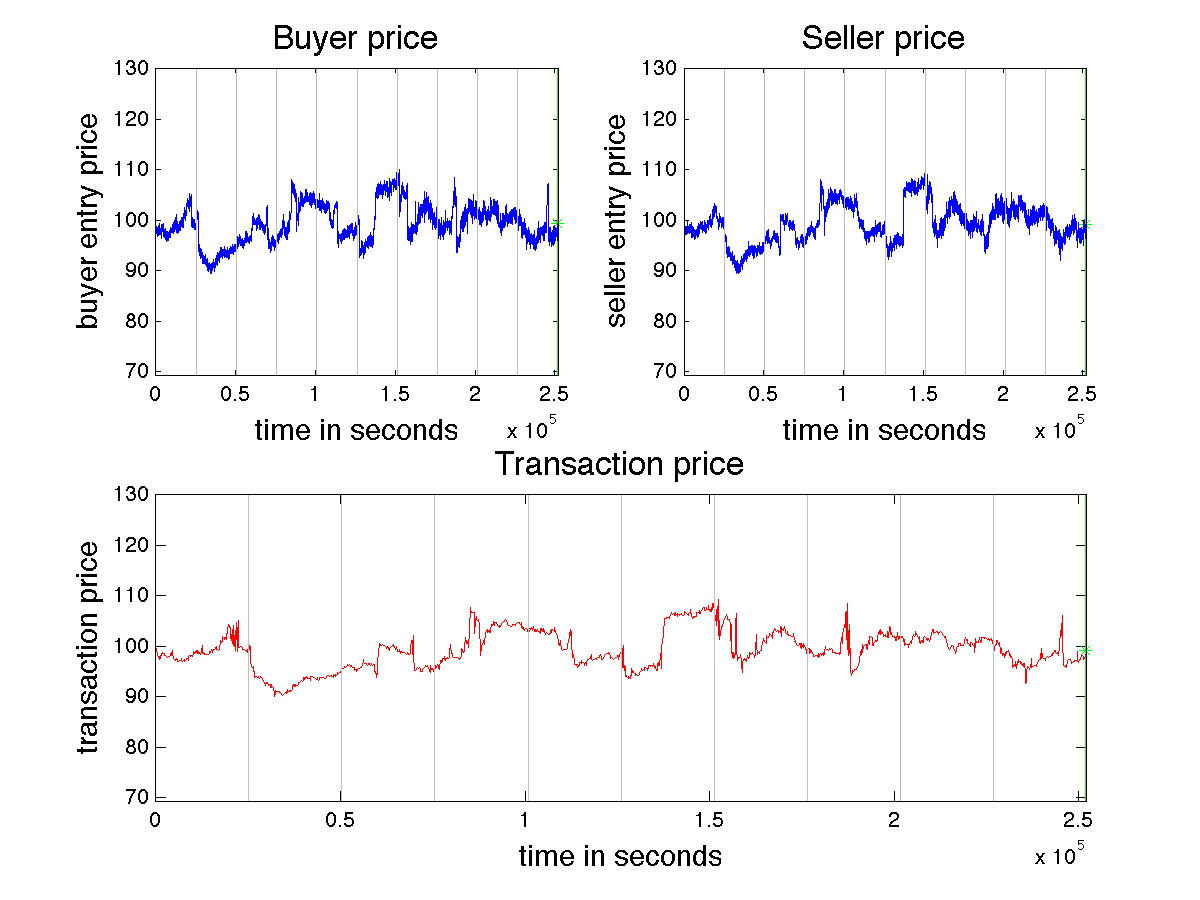 Buyer price
Seller price
130
120
110
100
90
80
70
buyer entry price
0 0.5 1 1.5 2 2.5
x 10^5
time in seconds
130
120
110
100
90
80
70
seller entry price
0 0.5 1 1.5 2 2.5
x 10^5
time in seconds
Transaction price
130
120
110
100
90
80
70
transaction price
0 0.5 1 1.5 2 2.5
x 10^5
time in seconds